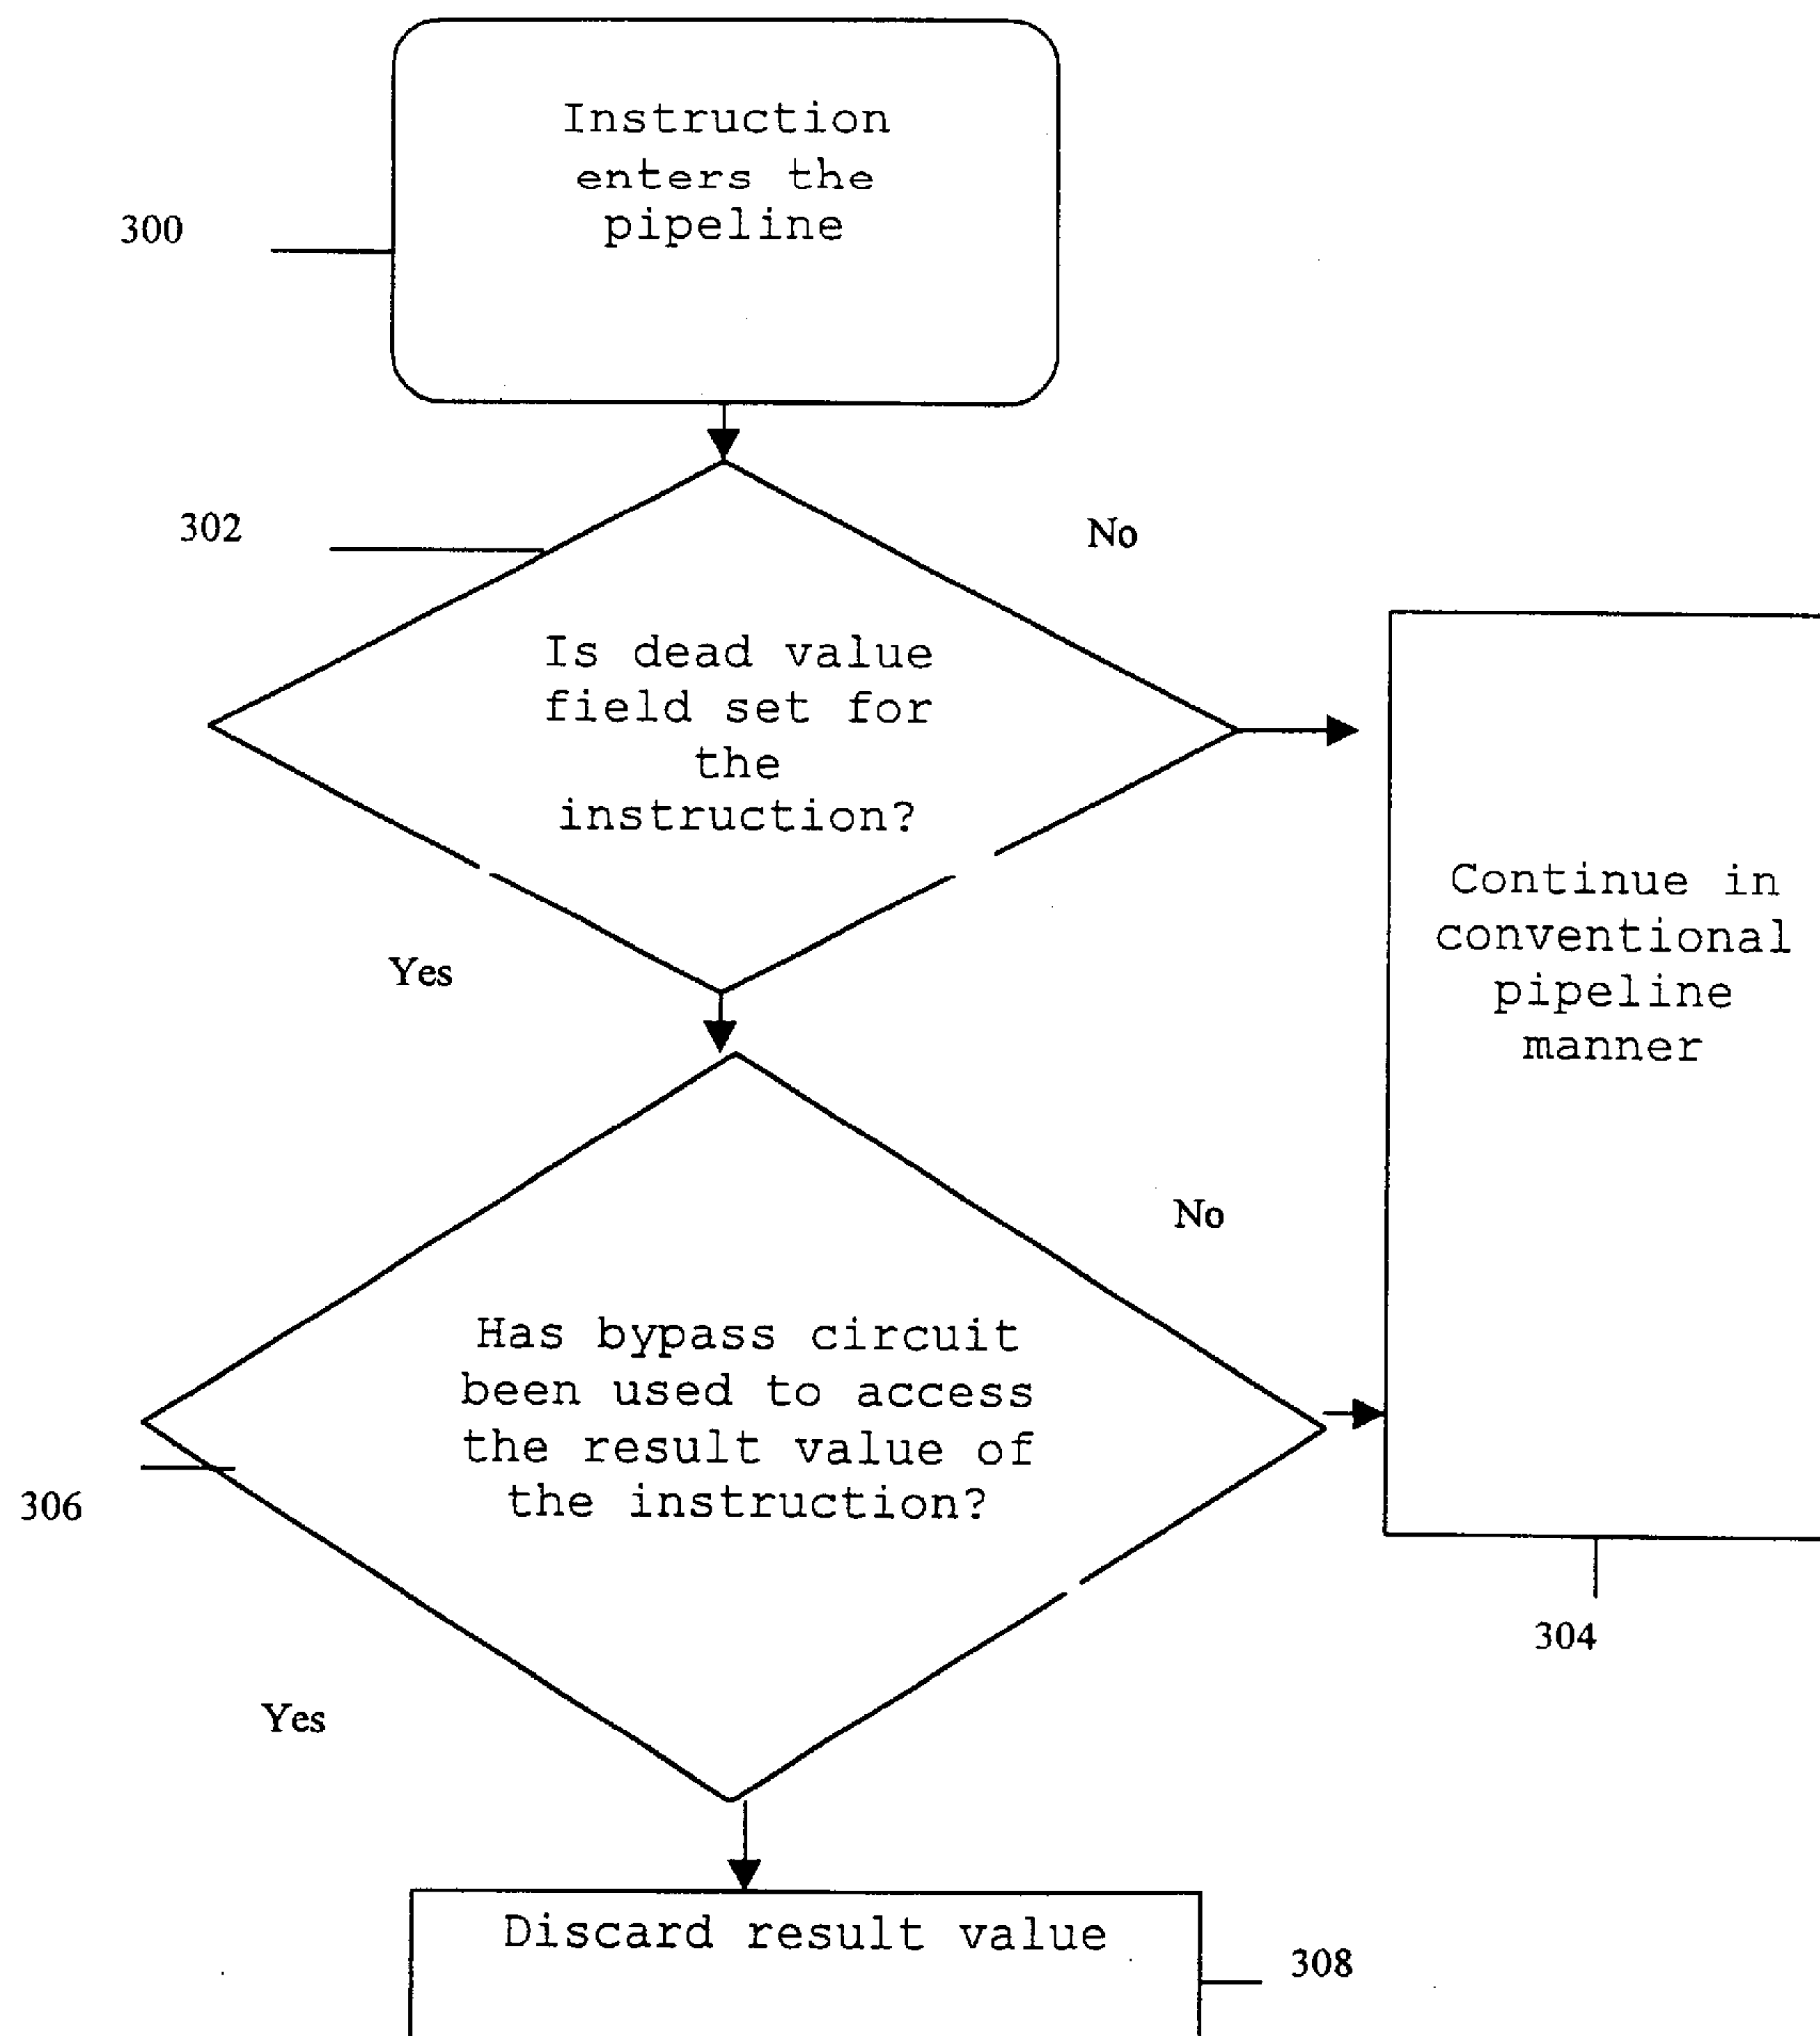 Instruction
enters the
pipeline
300
302
No
Is dead value
field set for
the
instruction?
Yes
Continue in
conventional
pipeline
manner
No
Has bypass circuit
been used to access
the result value of
the instruction?
306
304
Yes
Discard result value
308